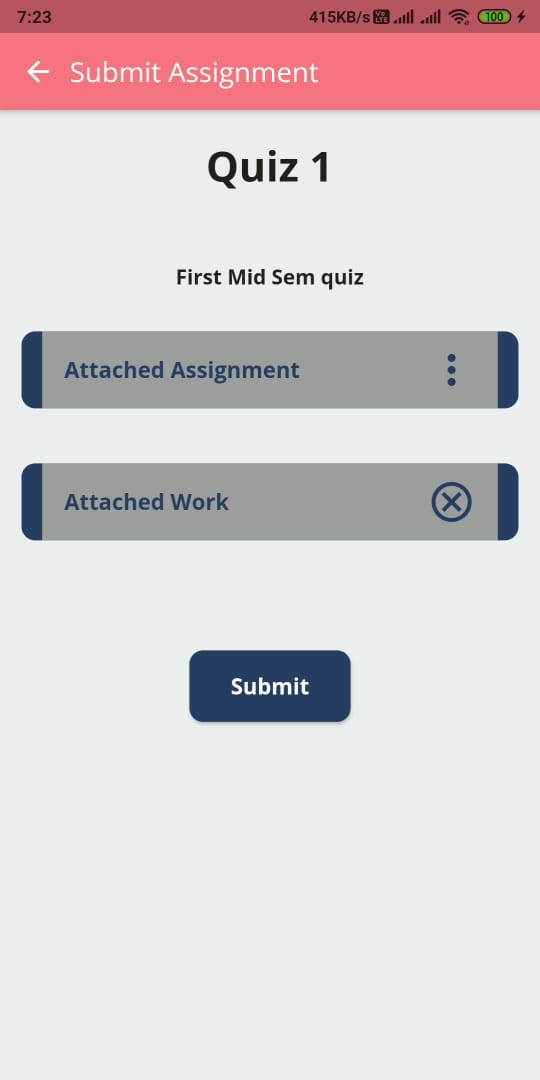 7:23 415KB/s Vo LTE 100
Submit Assignment
Quiz 1
First Mid Sem quiz
Attached Assignment
Attached Work
Submit